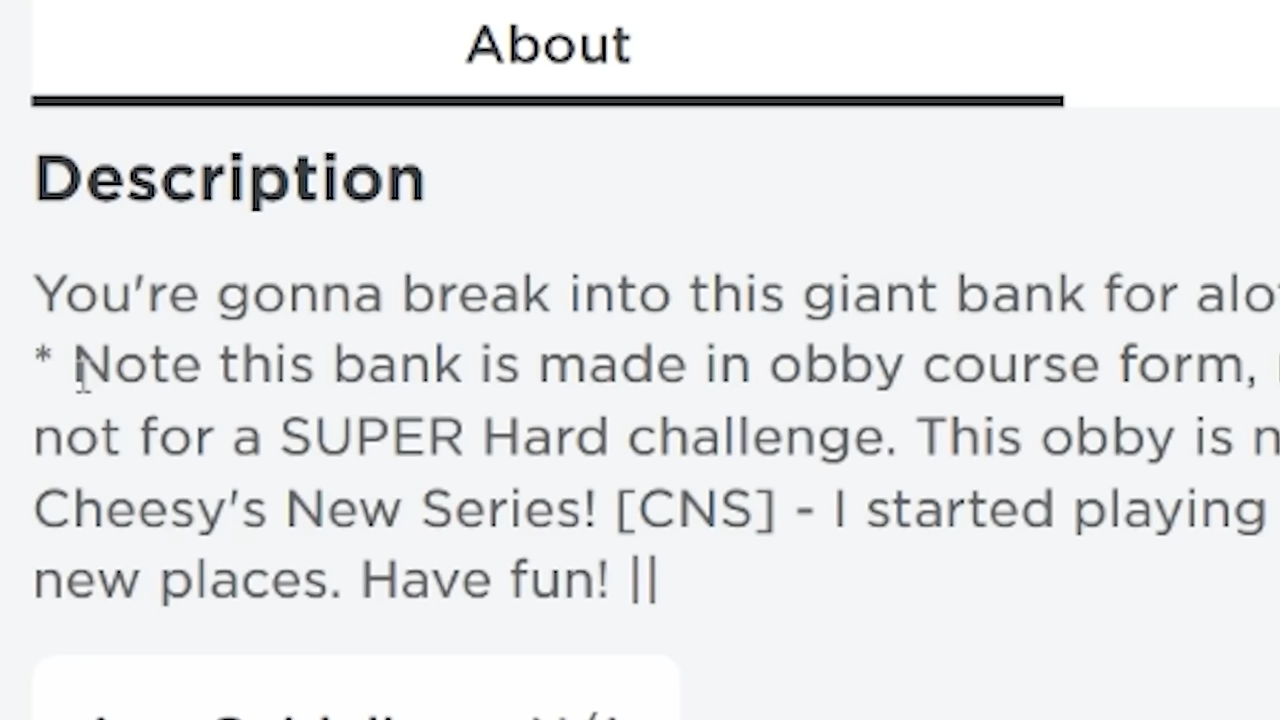 About
Description
You're gonna break into this giant bank for
* Note this bank is made in obby course form,
not for a SUPER Hard challenge. This obby is
Cheesy's New Series! [CNS] - I started playing
new places. Have fun! ||